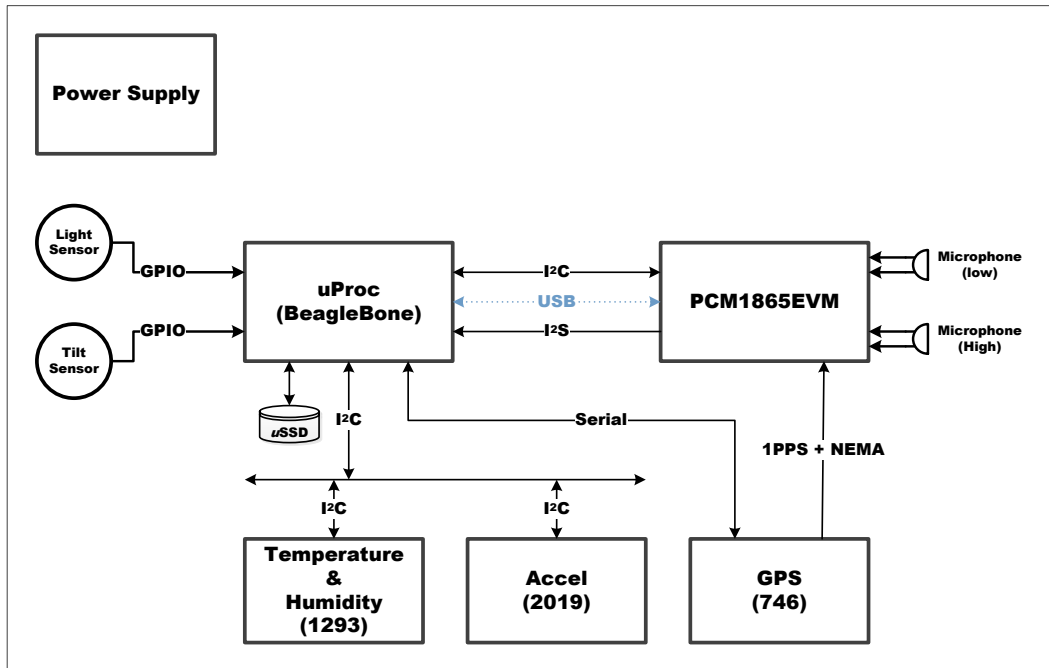 Power Supply
Light
Sensor
GPIO
Tilt
Sensor
GPIO
uProc
(BeagleBone)
I²C
USB
I²S
PCM1865EVM
Microphone
(low)
Microphone
(High)
uSSD
I²C
Serial
1PPS + NEMA
I²C
I²C
Temperature
&
Humidity
(1293)
Accel
(2019)
GPS
(746)